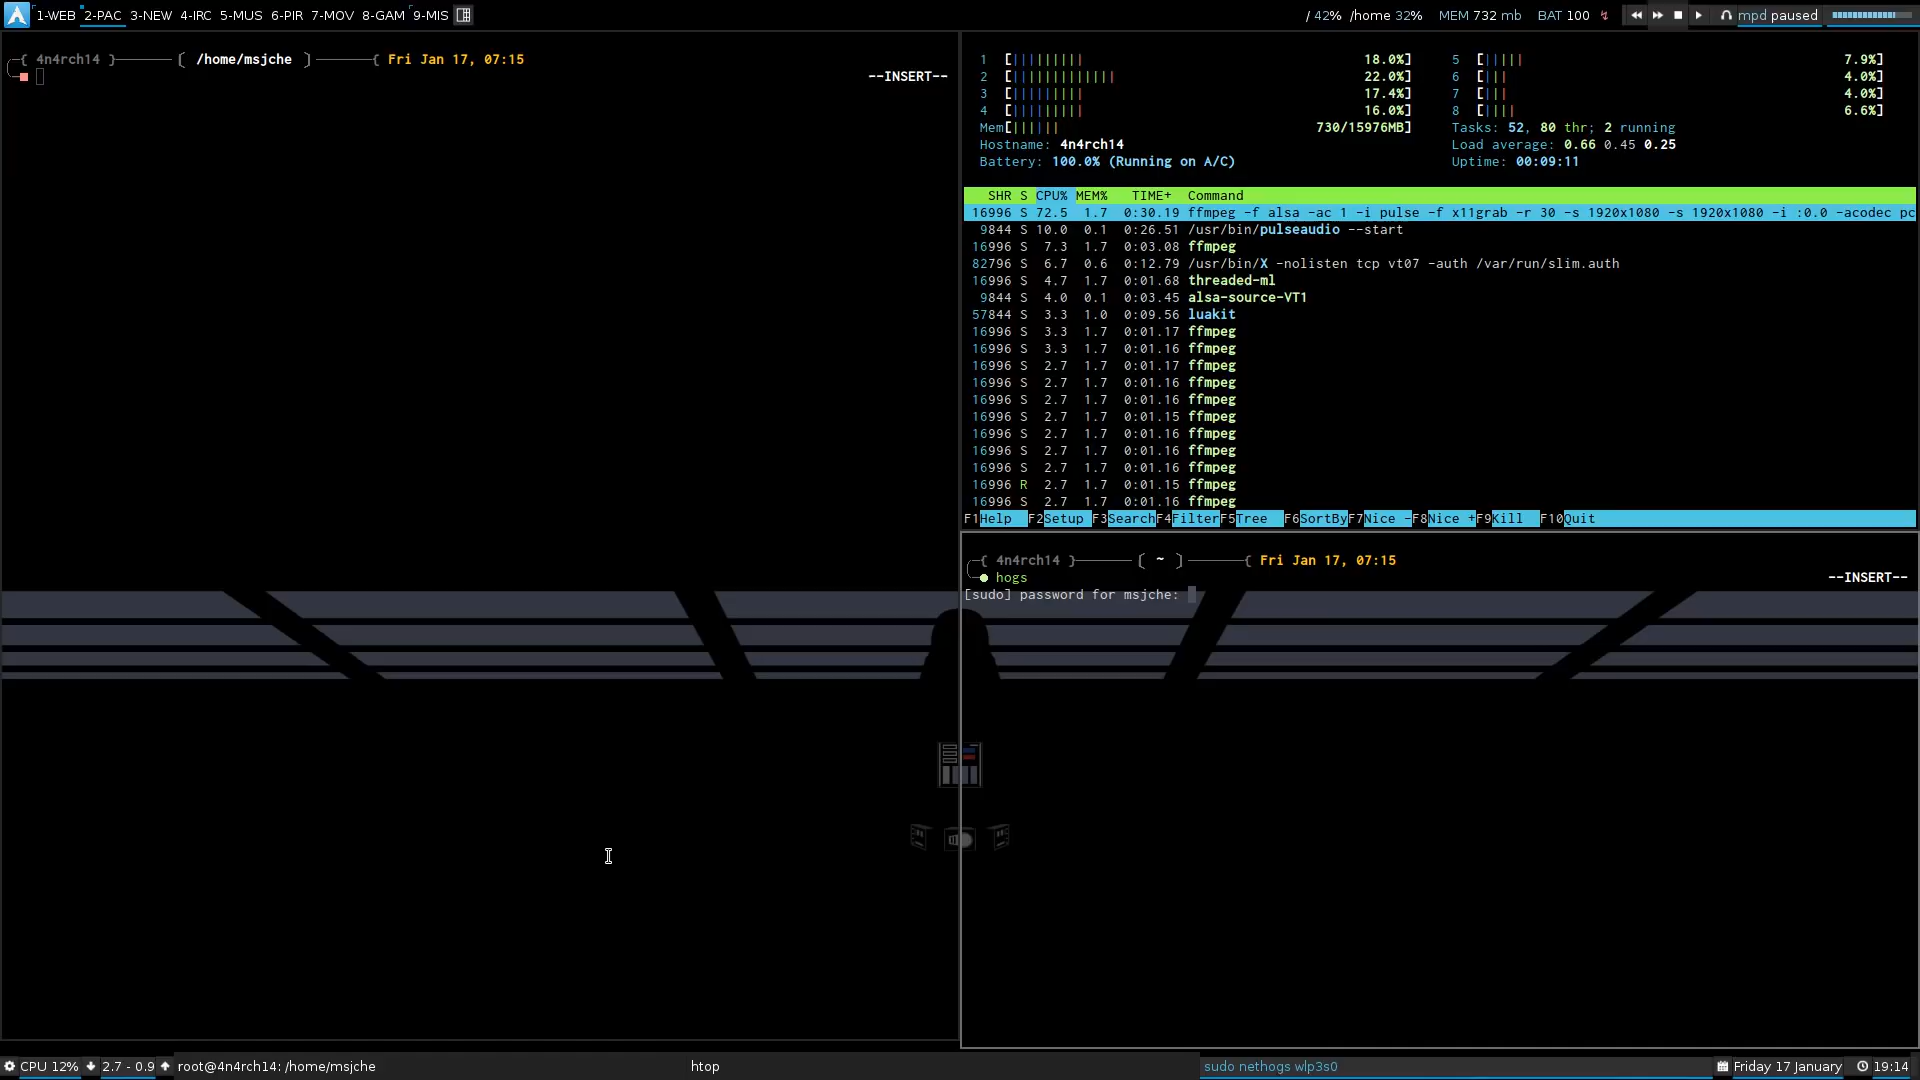 1-WEB 2-PAC 3-NEW 4-IRC 5-MUS 6-PIR 7-MOV 8-GAM 9-MIS
/ 42% /home 32% MEM 732 mb BAT 100 mpd paused
{ 4n4rch14 } [ /home/msjche ] { Fri Jan 17, 07:15
--INSERT--
1 [ 18.0%] 5 [ 7.9%]
2 [ 22.0%] 6 [ 4.0%]
3 [ 17.4%] 7 [ 4.0%]
4 [ 16.0%] 8 [ 6.6%]
Mem[ 730/15976MB] Tasks: 52, 80 thr; 2 running
Hostname: 4n4rch14 Load average: 0.66 0.45 0.25
Battery: 100.0% (Running on A/C) Uptime: 00:09:11
SHR S CPU% MEM% TIME+ Command
16996 S 72.5 1.7 0:30.19 ffmpeg -f alsa -ac 1 -i pulse -f x11grab -r 30 -s 1920x1080 -s 1920x1080 -i :0.0 -acodec pc
9844 S 10.0 0.1 0:26.51 /usr/bin/pulseaudio --start
16996 S 7.3 1.7 0:03.08 ffmpeg
82796 S 6.7 0.6 0:12.79 /usr/bin/X -nolisten tcp vt07 -auth /var/run/slim.auth
16996 S 4.7 1.7 0:01.68 threaded-ml
9844 S 4.0 0.1 0:03.45 alsa-source-VT1
57844 S 3.3 1.0 0:09.56 luakit
16996 S 3.3 1.7 0:01.17 ffmpeg
16996 S 3.3 1.7 0:01.16 ffmpeg
16996 S 2.7 1.7 0:01.17 ffmpeg
16996 S 2.7 1.7 0:01.16 ffmpeg
16996 S 2.7 1.7 0:01.16 ffmpeg
16996 S 2.7 1.7 0:01.15 ffmpeg
16996 S 2.7 1.7 0:01.16 ffmpeg
16996 S 2.7 1.7 0:01.16 ffmpeg
16996 S 2.7 1.7 0:01.16 ffmpeg
16996 R 2.7 1.7 0:01.15 ffmpeg
16996 S 2.7 1.7 0:01.16 ffmpeg
F1Help F2Setup F3SearchF4FilterF5Tree F6SortByF7Nice -F8Nice +F9Kill F10Quit
{ 4n4rch14 } [ ~ ] { Fri Jan 17, 07:15
hogs --INSERT--
[sudo] password for msjche:
CPU 12% 2.7 - 0.9 root@4n4rch14: /home/msjche htop sudo nethogs wlp3s0 Friday 17 January 19:14